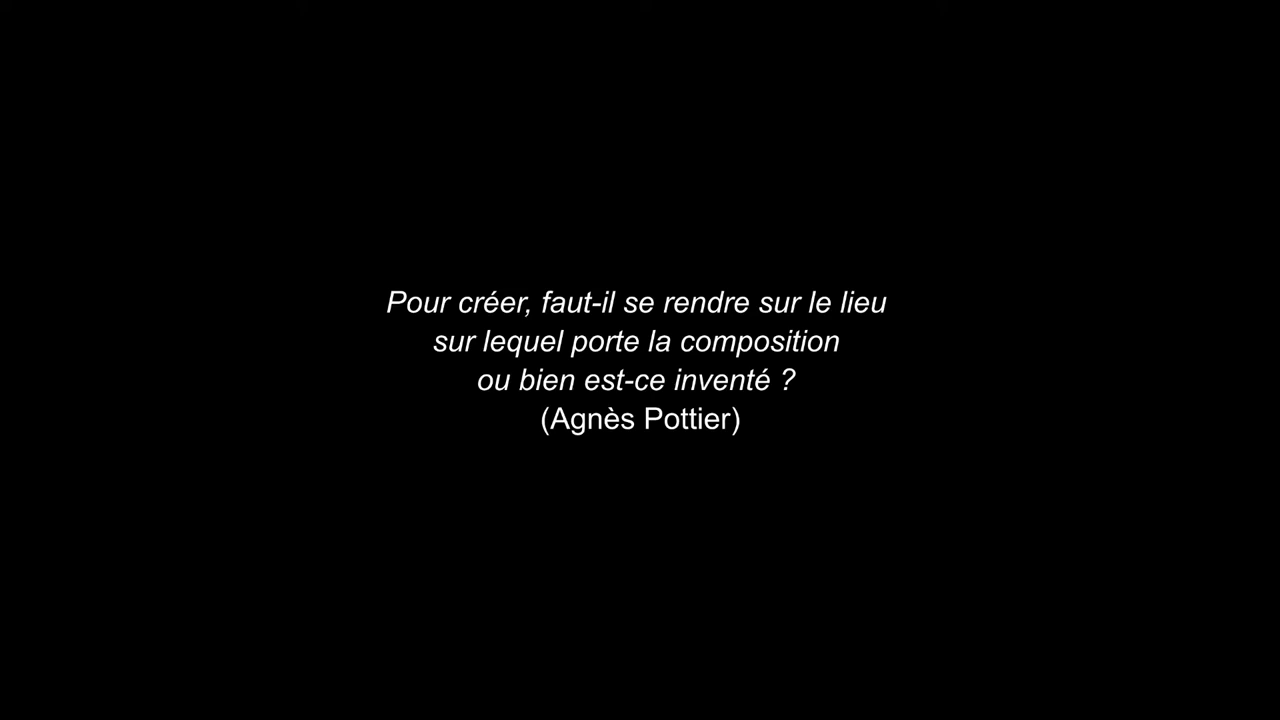 Pour créer, faut-il se rendre sur le lieu
sur lequel porte la composition
ou bien est-ce inventé ?
(Agnès Pottier)